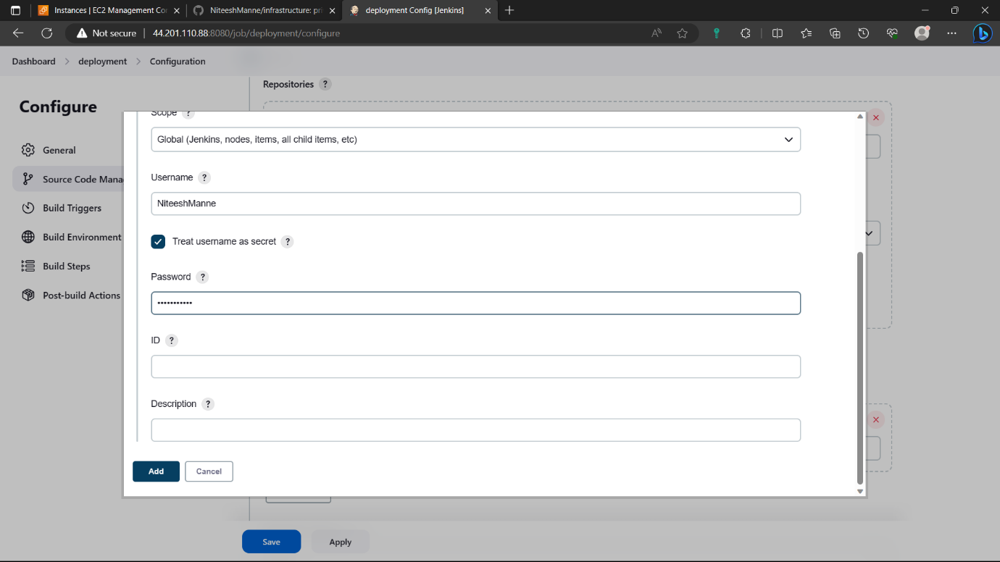 Instances | EC2 Management Cor
NiteeshManne/infrastructure: pri
deployment Config [Jenkins]
Not secure
44.201.110.88:8080/job/deployment/configure
Dashboard
deployment
Configuration
Configure
General
Source Code Mana
Build Triggers
Build Environment
Build Steps
Post-build Actions
Repositories ?
Scope ?
Global (Jenkins, nodes, items, all child items, etc)
Username ?
NiteeshManne
Treat username as secret ?
Password ?
•••••••••••
ID ?
Description ?
Add
Cancel
Save
Apply